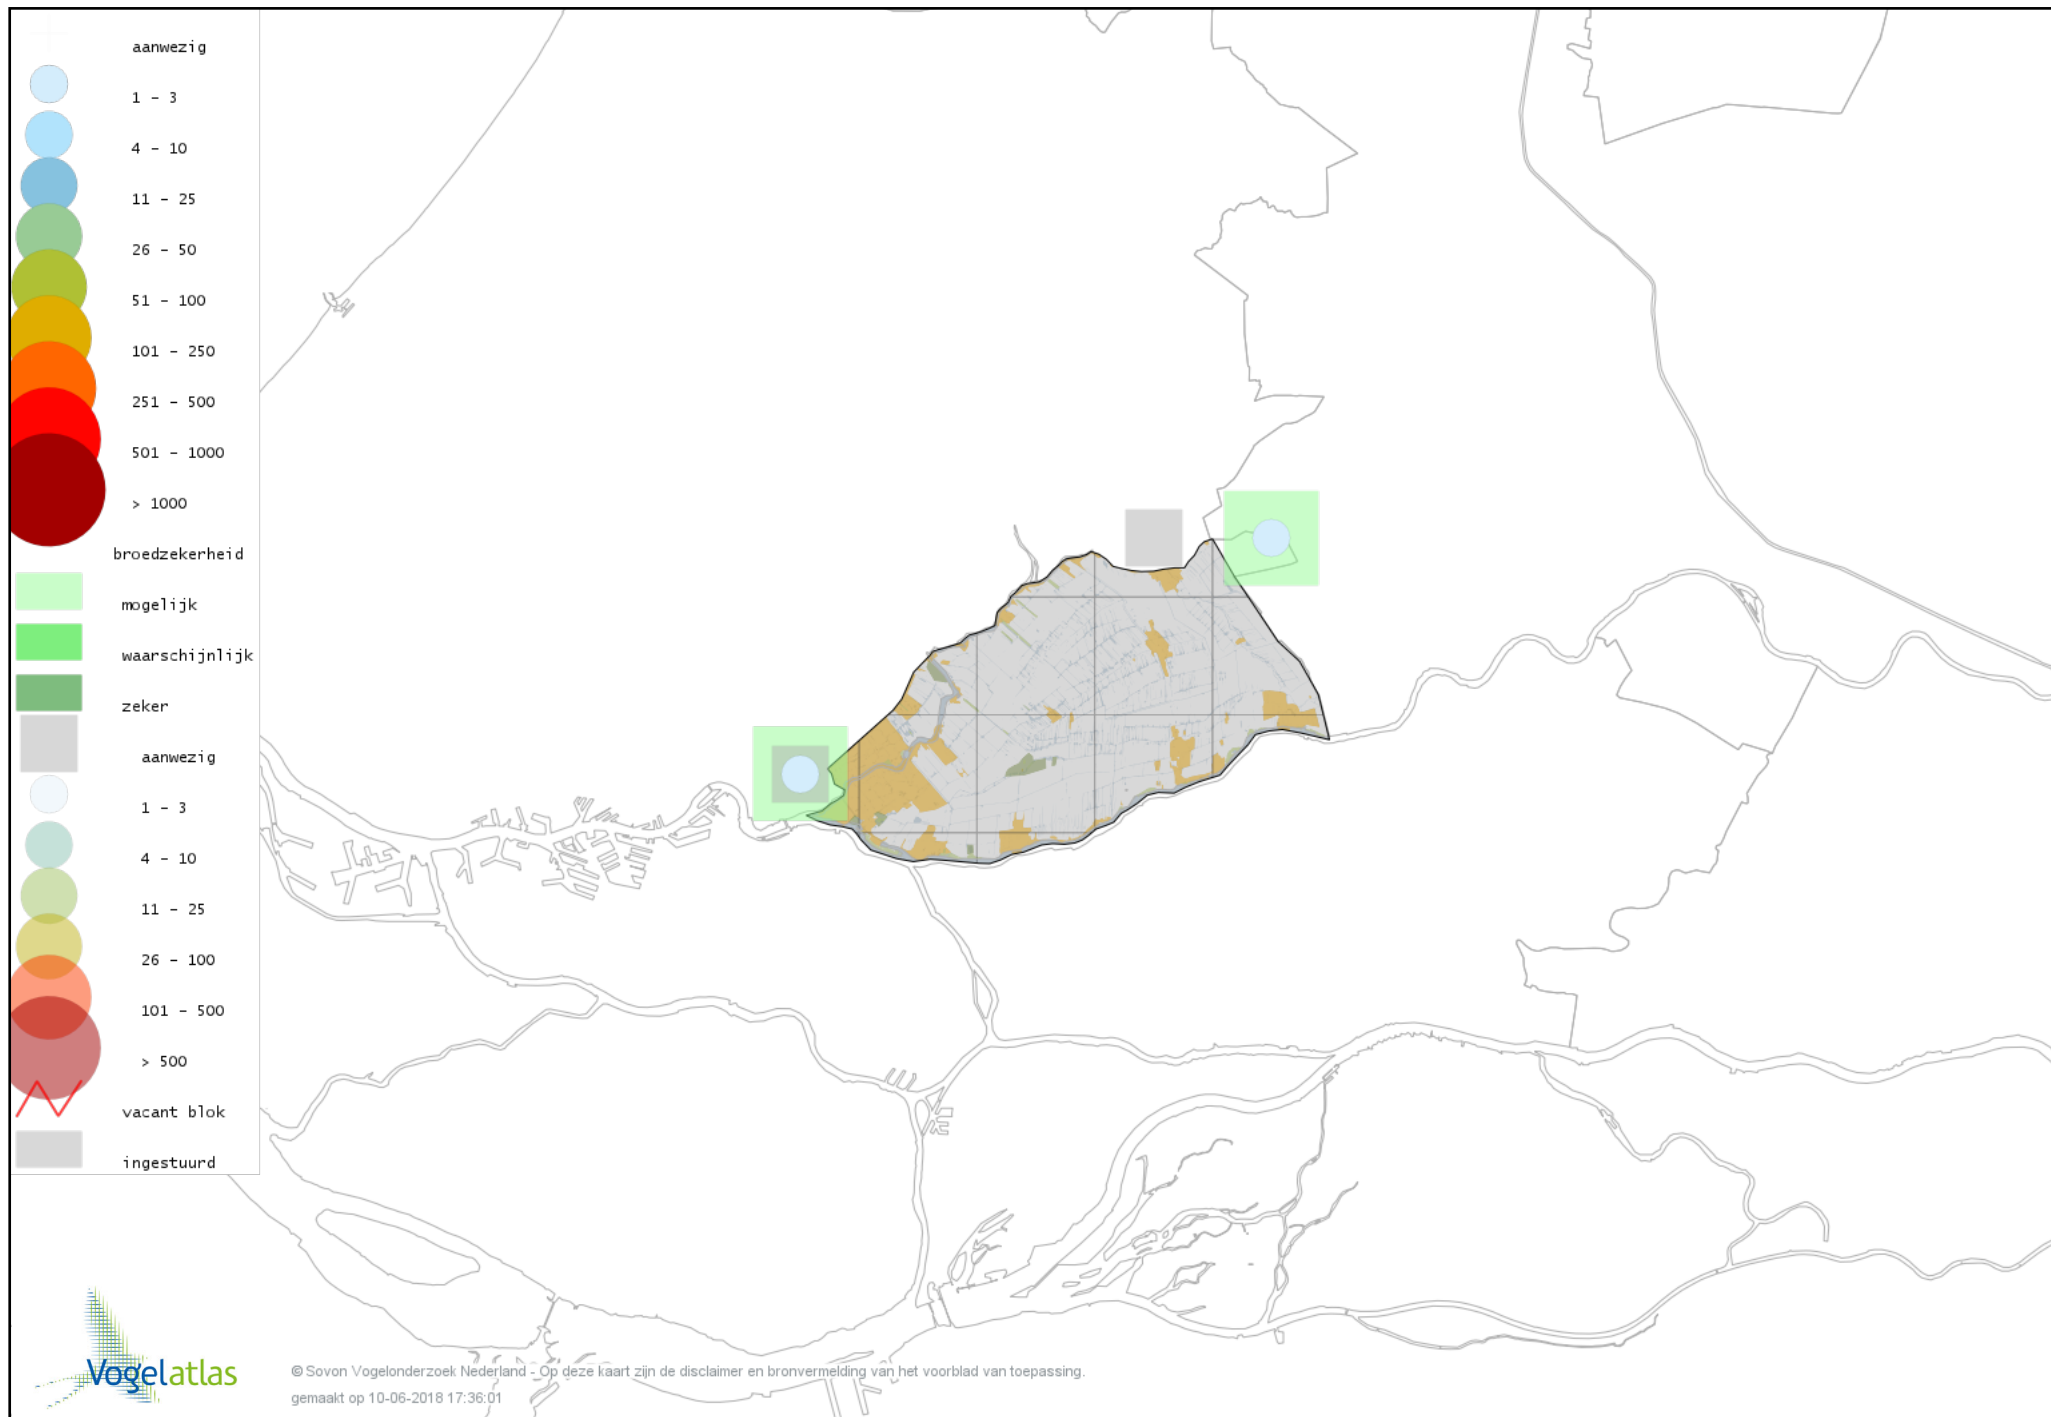 aanwezig
1 - 3
4 - 10
11 - 25
26 - 50
51 - 100
101 - 250
251 - 500
501 - 1000
> 1000
broedzekerheid
mogelijk
waarschijnlijk
zeker
aanwezig
1 - 3
4 - 10
11 - 25
26 - 100
101 - 500
> 500
vacant blok
ingestuurd
Vogelatlas
© Sovon Vogelonderzoek Nederland - Op deze kaart zijn de disclaimer en bronvermelding van het voorblad van toepassing.
gemaakt op 10-06-2018 17:36:01